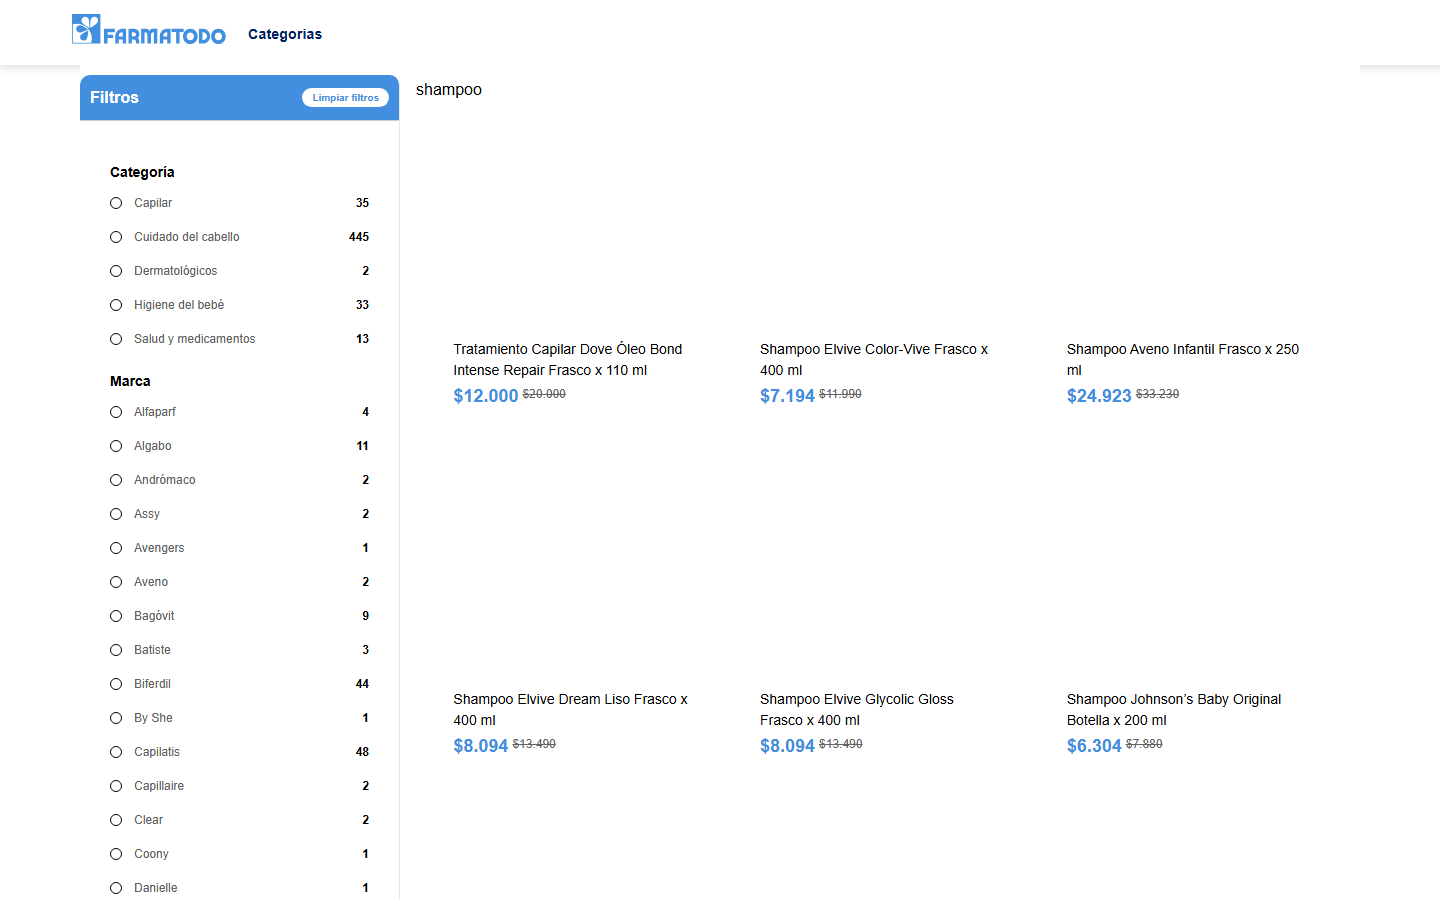 FARMATODO
Categorias
Filtros
Limpiar filtros
Categoría
Capilar 35
Cuidado del cabello 445
Dermatológicos 2
Higiene del bebé 33
Salud y medicamentos 13
Marca
Alfaparf 4
Algabo 11
Andrómaco 2
Assy 2
Avengers 1
Aveno 2
Bagóvit 9
Batiste 3
Biferdil 44
By She 1
Capilatis 48
Capillaire 2
Clear 2
Coony 1
Danielle 1
shampoo
Tratamiento Capilar Dove Óleo Bond
Intense Repair Frasco x 110 ml
$12.000 $20.000
Shampoo Elvive Color-Vive Frasco x
400 ml
$7.194 $11.990
Shampoo Aveno Infantil Frasco x 250
ml
$24.923 $33.230
Shampoo Elvive Dream Liso Frasco x
400 ml
$8.094 $13.490
Shampoo Elvive Glycolic Gloss
Frasco x 400 ml
$8.094 $13.490
Shampoo Johnson’s Baby Original
Botella x 200 ml
$6.304 $7.880